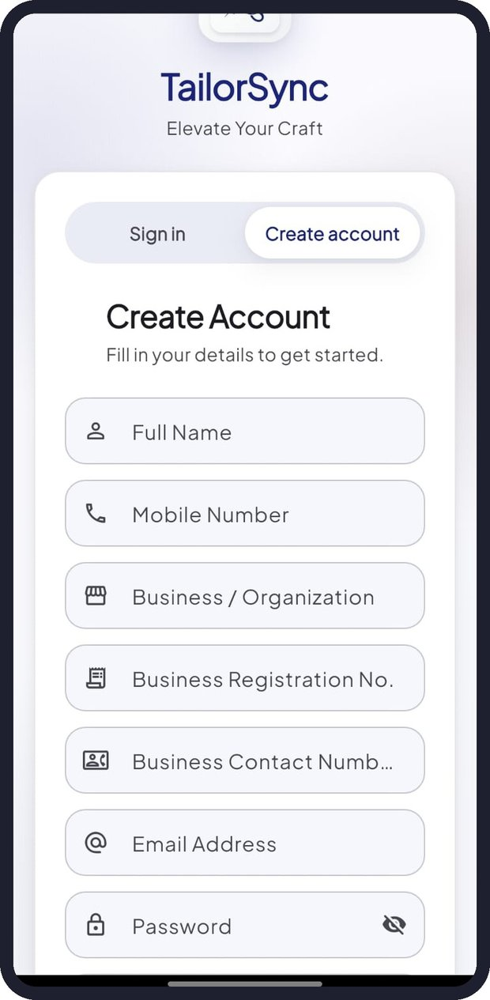 TailorSync
Elevate Your Craft
Sign in
Create account
Create Account
Fill in your details to get started.
Full Name
Mobile Number
Business / Organization
Business Registration No.
Business Contact Numb...
Email Address
Password